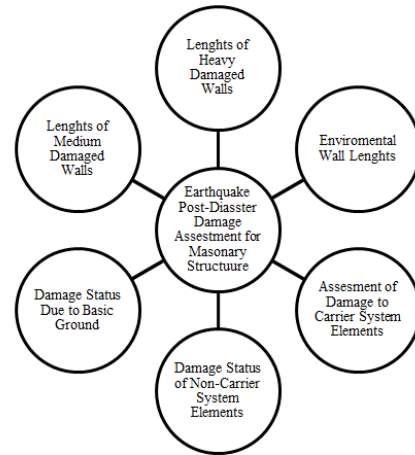 Lenghts of
Heavy
Damaged
Walls
Lenghts of
Medium
Damaged
Walls
Enviromental
Wall Lenghts
Earthquake
Post-Diasster
Damage
Assestment for
Masonary
Structuure
Damage Status
Due to Basic
Ground
Assesment of
Damage to
Carrier System
Elements
Damage Status
of Non-Carrier
System
Elements